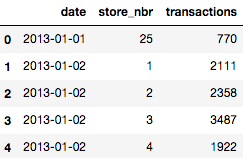 date store_nbr transactions
0 2013-01-01 25 770
1 2013-01-02 1 2111
2 2013-01-02 2 2358
3 2013-01-02 3 3487
4 2013-01-02 4 1922